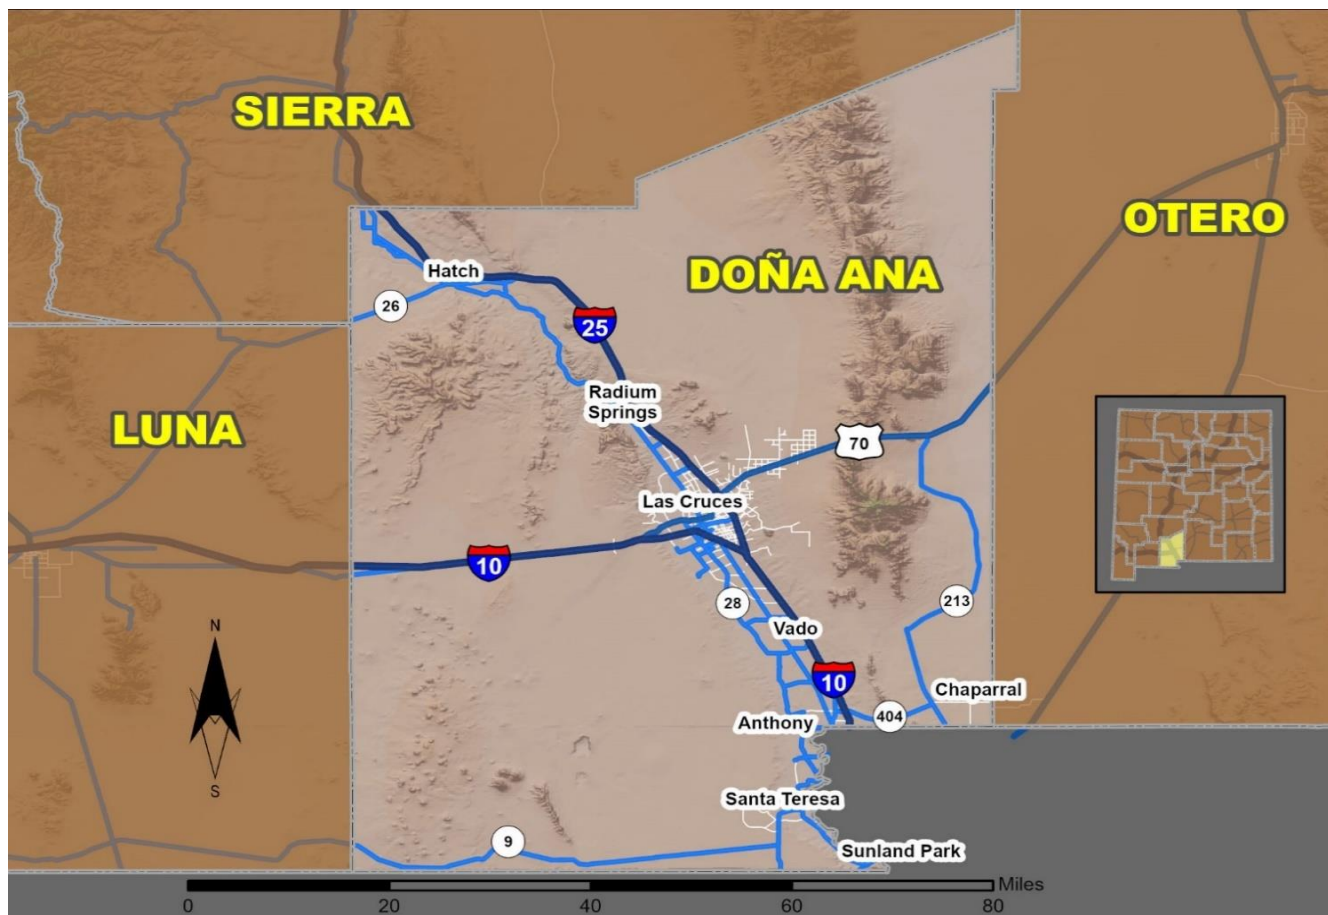 SIERRA
OTERO
DOÑA ANA
Hatch
26
25
Radium
Springs
LUNA
70
Las Cruces
10
28
213
Vado
N
10
Chaparral
404
Anthony
S
Santa Teresa
9
Sunland Park
Miles
0 20 40 60 80